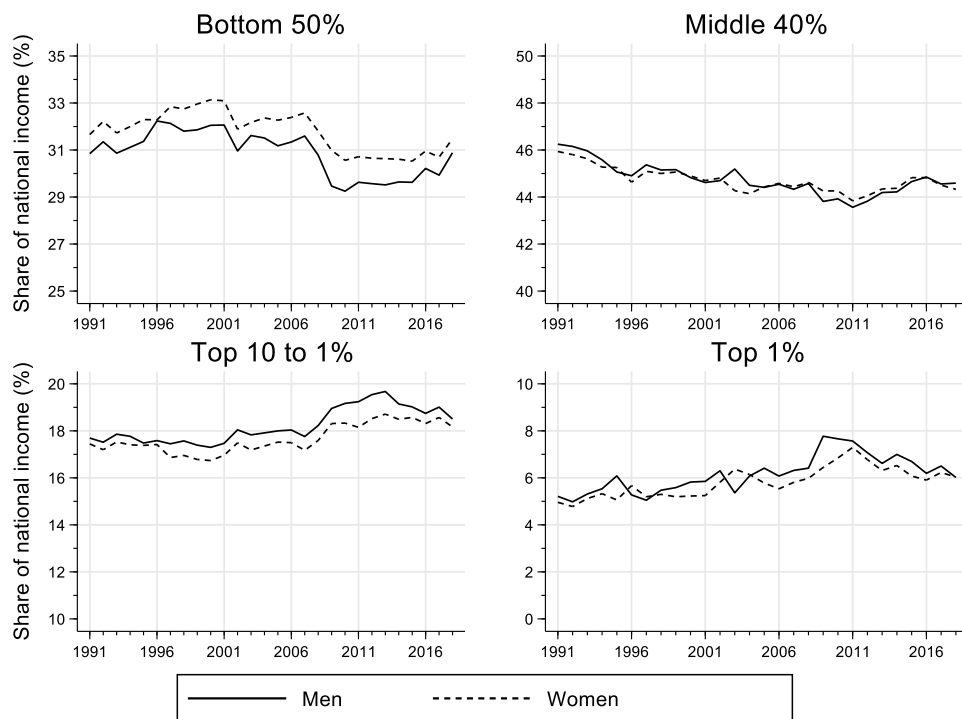 Bottom 50%
Middle 40%
Share of national income (%)
35
33
31
29
27
25
1991 1996 2001 2006 2011 2016
50
48
46
44
42
40
1991 1996 2001 2006 2011 2016
Top 10 to 1%
Top 1%
Share of national income (%)
20
18
16
14
12
10
1991 1996 2001 2006 2011 2016
10
8
6
4
2
0
1991 1996 2001 2006 2011 2016
Men Women